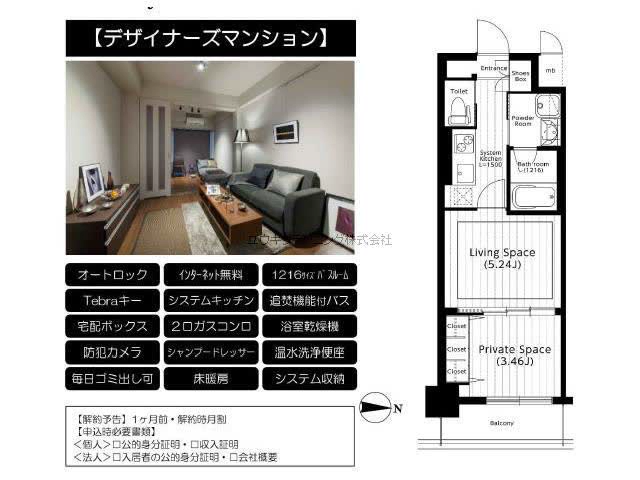 【デザイナーズマンション】
オートロック
インターネット無料
1216サイズバスルーム
Tebraキー
システムキッチン
追焚機能付バス
宅配ボックス
2口ガスコンロ
浴室乾燥機
防犯カメラ
シャンプードレッサー
温水洗浄便座
毎日ゴミ出し可
床暖房
システム収納
【解約予告】1ヶ月前・解約時月割
【申込時必要書類】
＜個人＞□公的身分証明・□収入証明
＜法人＞□入居者の公的身分証明・□会社概要
N
Entrance
Shoes
Box
mb
Toilet
Powder
Room
System
Kitchen
L=1500
Bath room
(1216)
Living Space
(5.24J)
Closet
Closet
Closet
Private Space
(3.46J)
Balcony